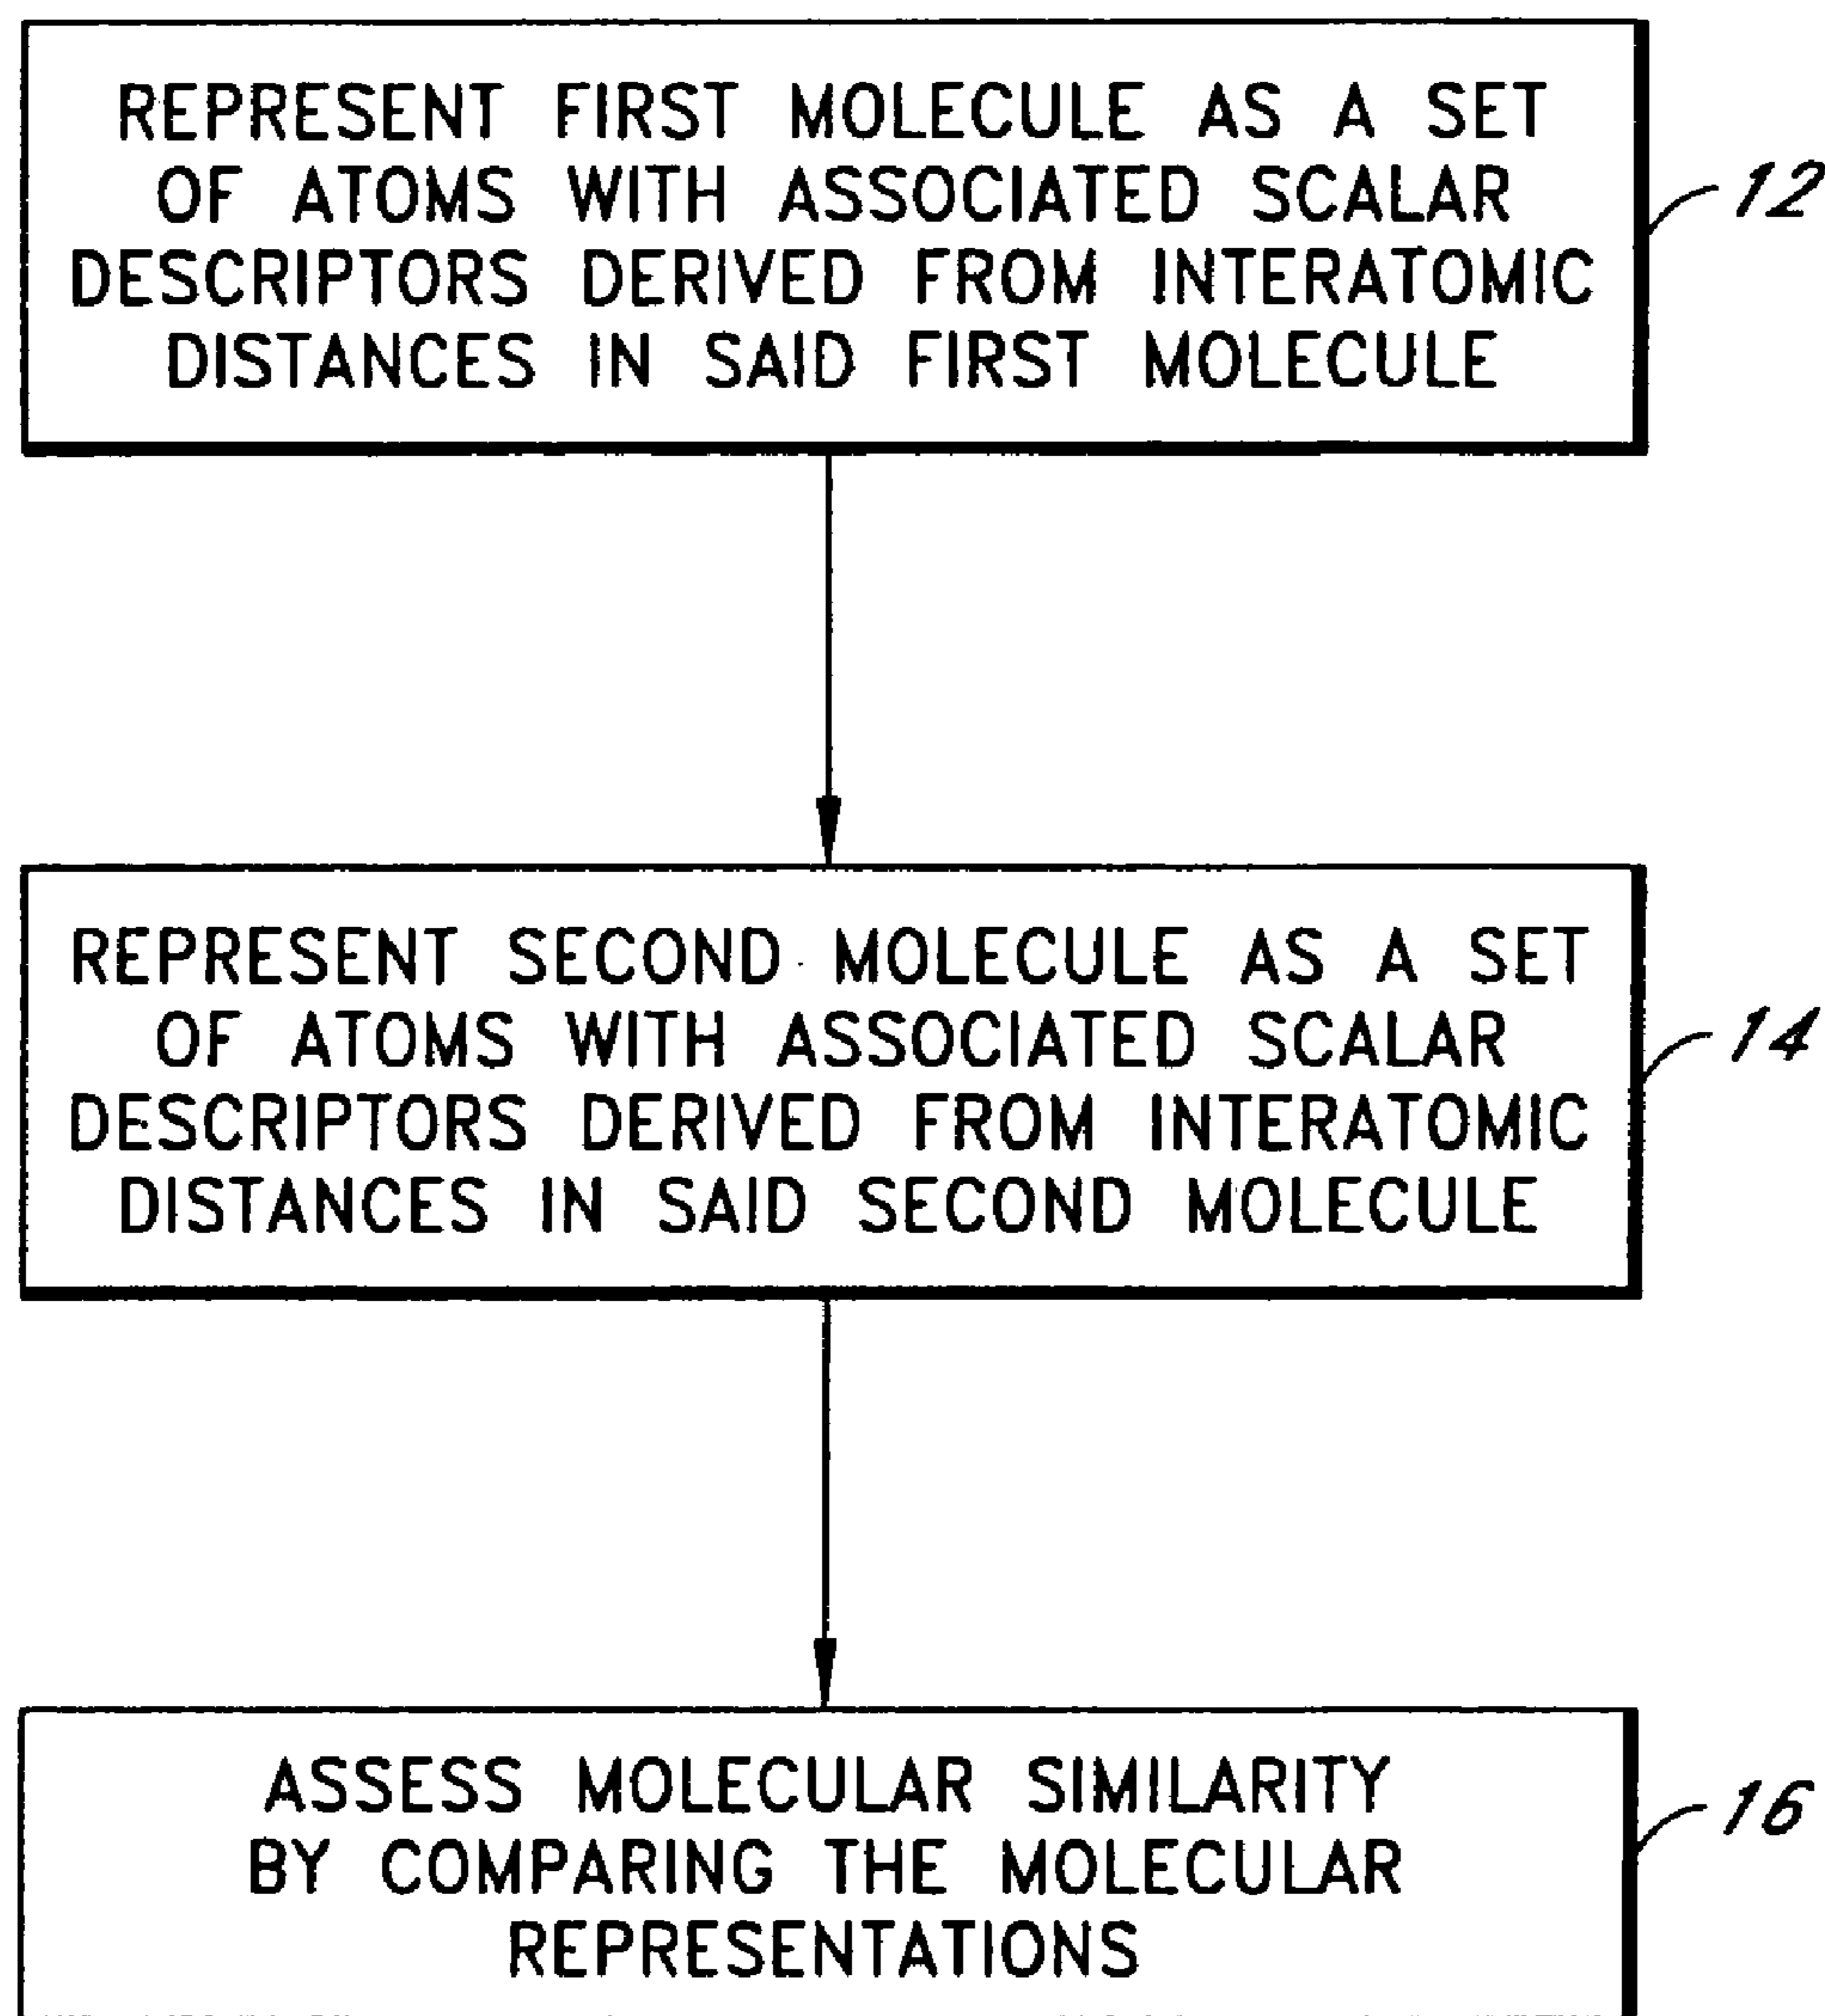 REPRESENT FIRST MOLECULE AS A SET
OF ATOMS WITH ASSOCIATED SCALAR
DESCRIPTORS DERIVED FROM INTERATOMIC
DISTANCES IN SAID FIRST MOLECULE
12
REPRESENT SECOND MOLECULE AS A SET
OF ATOMS WITH ASSOCIATED SCALAR
DESCRIPTORS DERIVED FROM INTERATOMIC
DISTANCES IN SAID SECOND MOLECULE
14
ASSESS MOLECULAR SIMILARITY
BY COMPARING THE MOLECULAR
REPRESENTATIONS
16